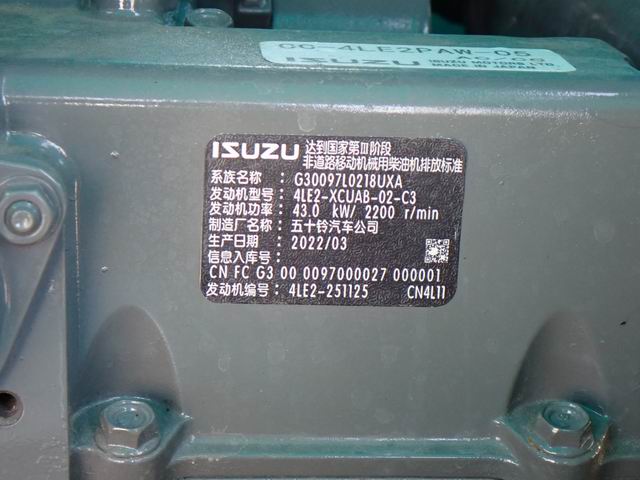 CC-4LE2PAW-05
ISUZU ISUZU MOTORS LTD
MADE IN JAPAN
ISUZU 达到国家第Ⅲ阶段
非道路移动机械用柴油机排放标准
系族名称: G30097L0218UXA
发动机型号: 4LE2-XCUAB-02-C3
发动机功率: 43.0 kW/ 2200 r/min
制造厂名称: 五十铃汽车公司
生产日期: 2022/03
信息入库号:
CN FC G3 00 0097000027 000001
发动机编号: 4LE2-251125 CN4L11